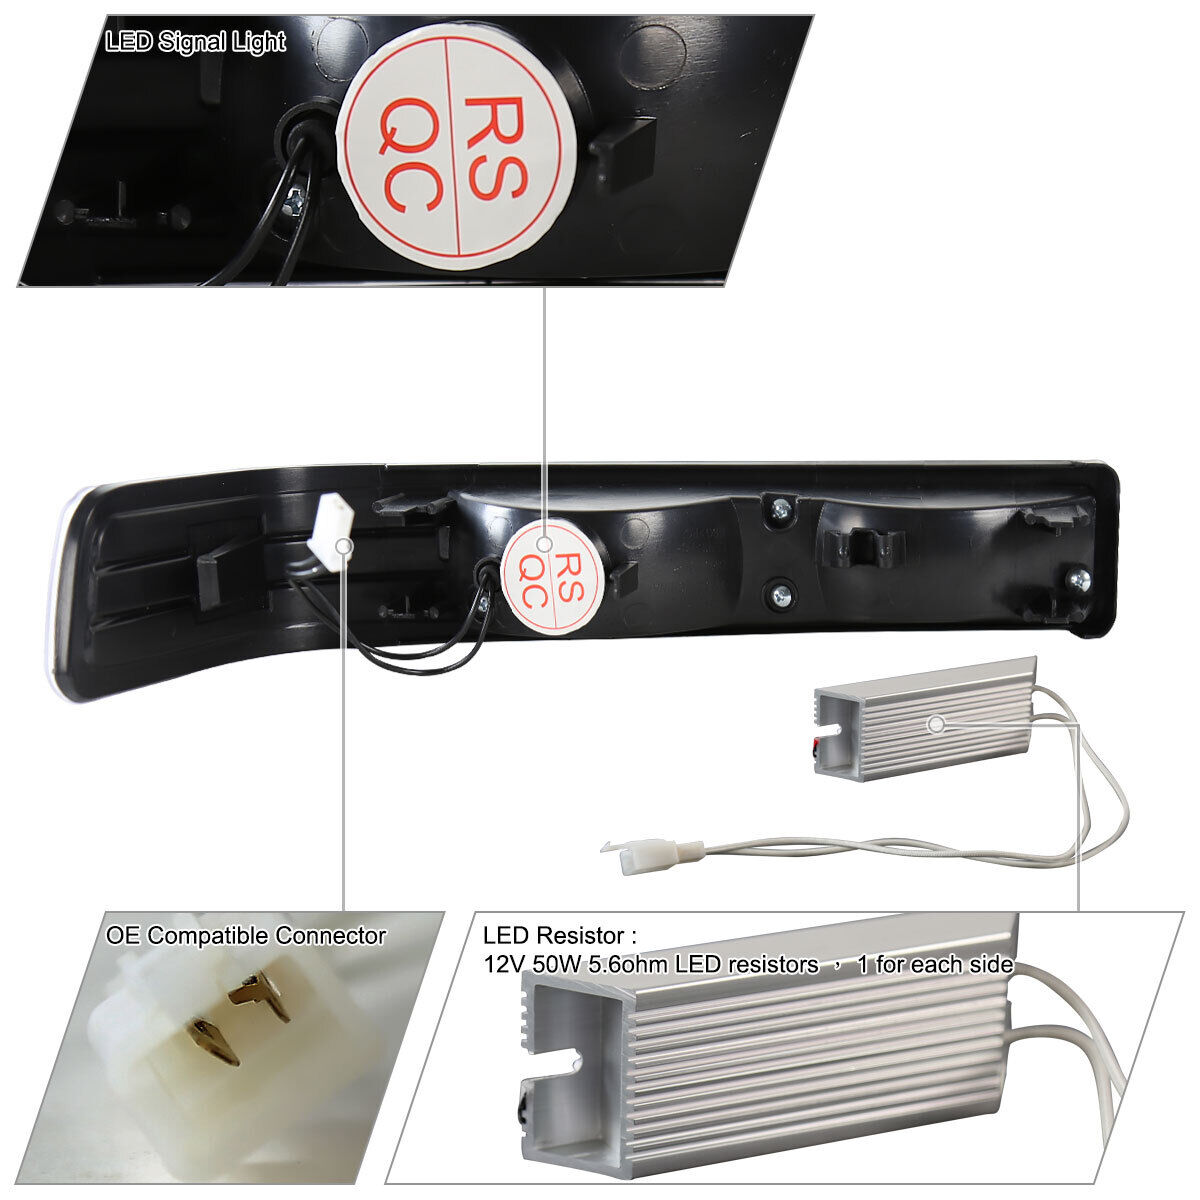 LED Signal Light
RS
QC
RS
QC
OE Compatible Connector
LED Resistor :
12V 50W 5.6ohm LED resistors , 1 for each side